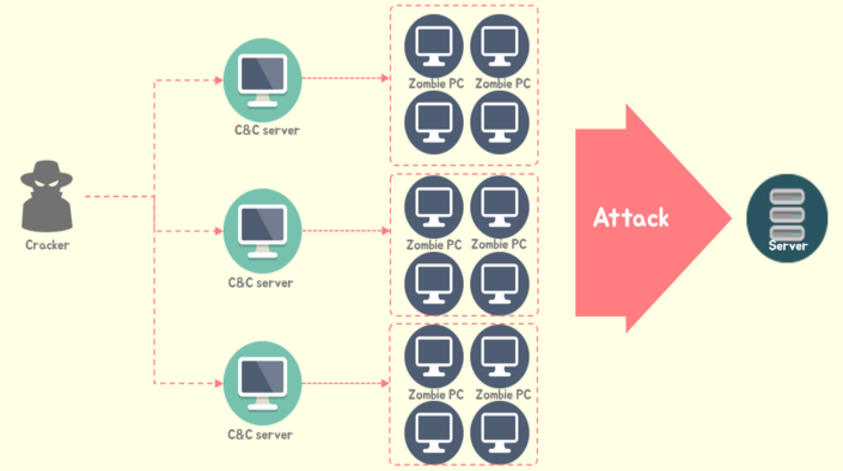 Zombie PC Zombie PC
C&C server
Attack
Zombie PC Zombie PC
Cracker
Server
C&C server
Zombie PC Zombie PC
C&C server